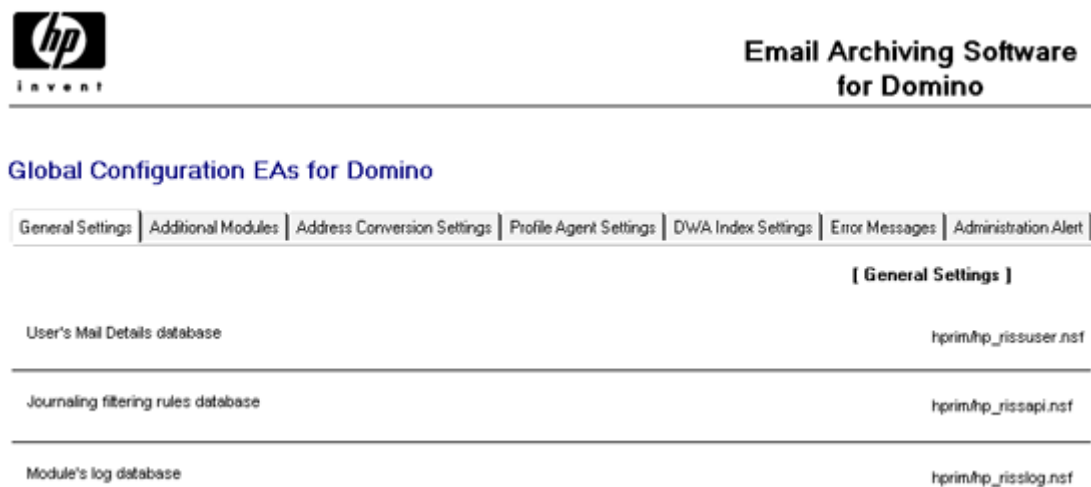 hp
invent
Email Archiving Software
for Domino
Global Configuration EAs for Domino
General Settings Additional Modules Address Conversion Settings Profile Agent Settings DWA Index Settings Error Messages Administration Alert
[ General Settings ]
User's Mail Details database hprim/hp_rissuser.nsf
Journaling filtering rules database hprim/hp_rissapi.nsf
Module's log database hprim/hp_risslog.nsf